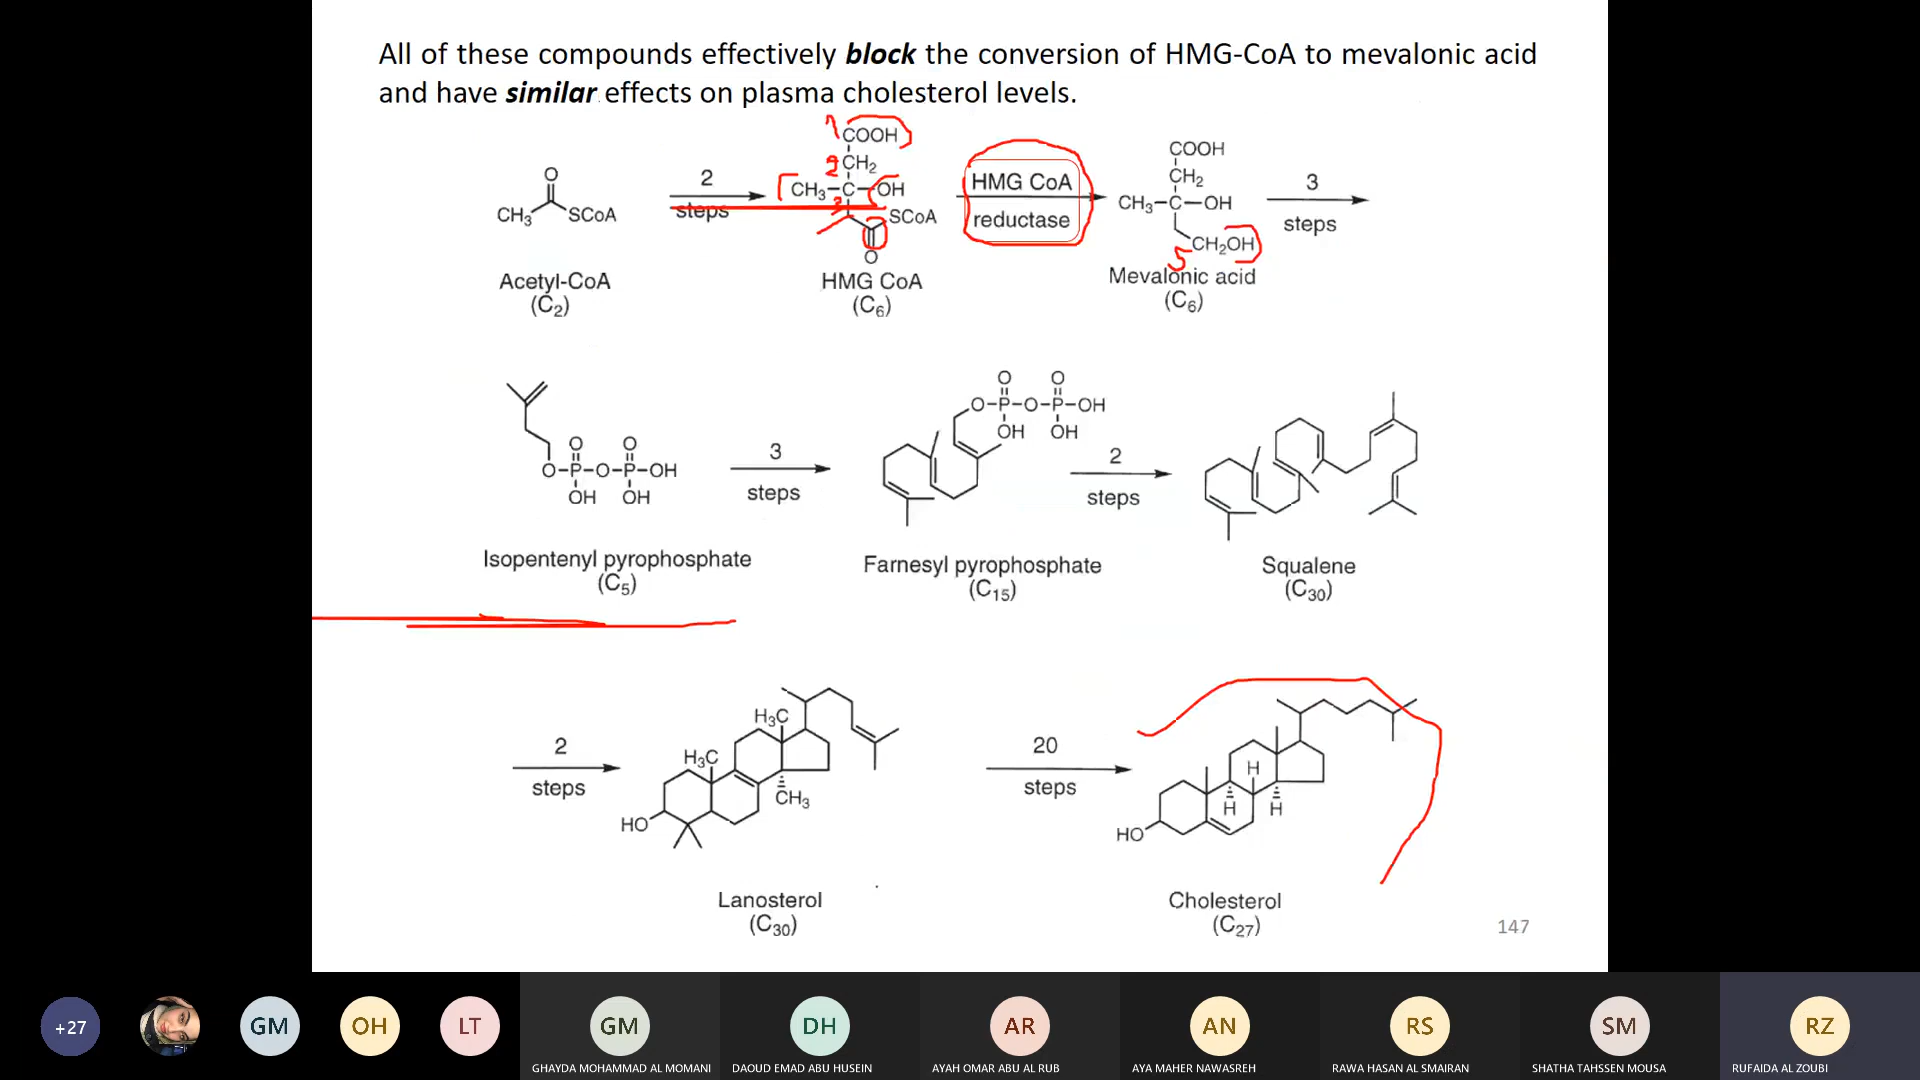 All of these compounds effectively block the conversion of HMG-CoA to mevalonic acid
and have similar effects on plasma cholesterol levels.
O
CH₃
SCoA
Acetyl-CoA
(C₂)
2
steps
1
COOH
2
CH₂
CH₃-C-OH
3
SCoA
O
HMG CoA
(C₆)
HMG CoA
reductase
COOH
CH₂
CH₃-C-OH
CH₂OH
5
Mevalonic acid
(C₆)
3
steps
O O
O-P-O-P-OH
OH OH
Isopentenyl pyrophosphate
(C₅)
3
steps
O O
O-P-O-P-OH
OH OH
Farnesyl pyrophosphate
(C₁₅)
2
steps
Squalene
(C₃₀)
2
steps
H₃C
H₃C
CH₃
HO
Lanosterol
(C₃₀)
20
steps
H
H H
HO
Cholesterol
(C₂₇)
147
+27
GM
OH
LT
GM
GHAYDA MOHAMMAD AL MOMANI
DH
DAOUD EMAD ABU HUSEIN
AR
AYAH OMAR ABU AL RUB
AN
AYA MAHER NAWASREH
RS
RAWA HASAN AL SMAIRAN
SM
SHATHA TAHSSEN MOUSA
RZ
RUFAIDA AL ZOUBI